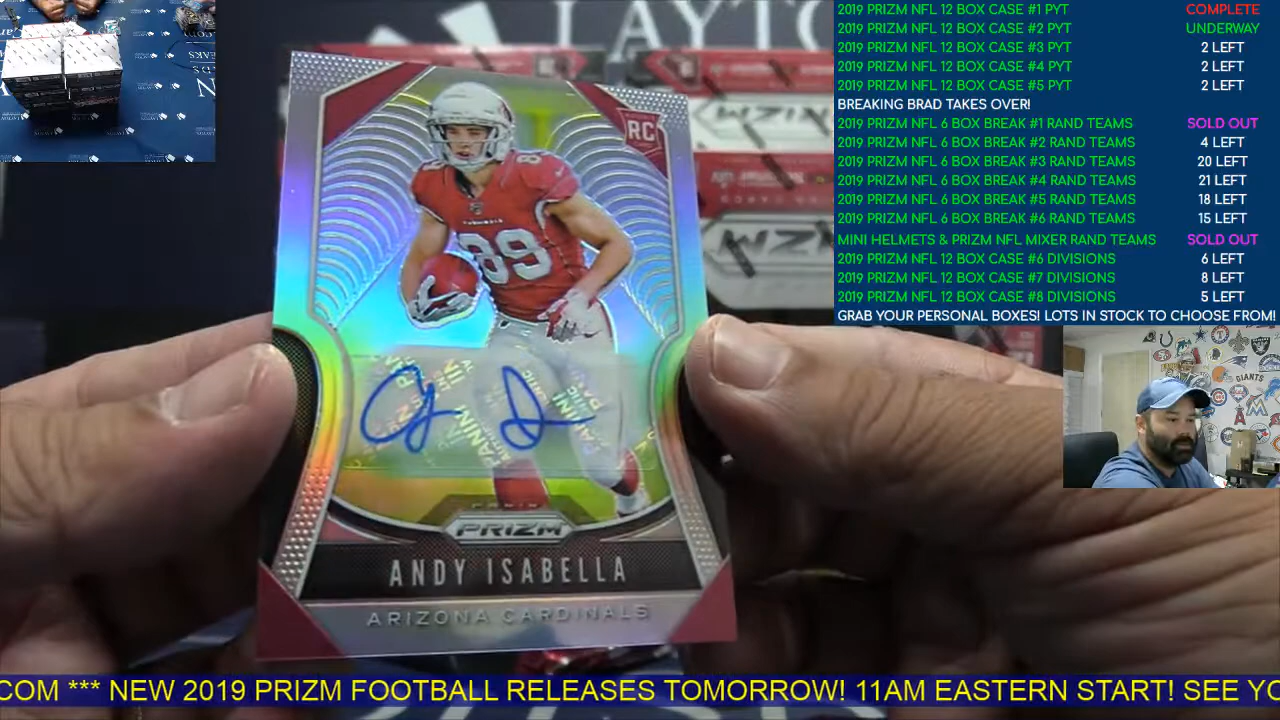 2019 PRIZM NFL 12 BOX CASE #1 PYT COMPLETE
2019 PRIZM NFL 12 BOX CASE #2 PYT UNDERWAY
2019 PRIZM NFL 12 BOX CASE #3 PYT 2 LEFT
2019 PRIZM NFL 12 BOX CASE #4 PYT 2 LEFT
2019 PRIZM NFL 12 BOX CASE #5 PYT 2 LEFT
BREAKING BRAD TAKES OVER!
2019 PRIZM NFL 6 BOX BREAK #1 RAND TEAMS SOLD OUT
2019 PRIZM NFL 6 BOX BREAK #2 RAND TEAMS 4 LEFT
2019 PRIZM NFL 6 BOX BREAK #3 RAND TEAMS 20 LEFT
2019 PRIZM NFL 6 BOX BREAK #4 RAND TEAMS 21 LEFT
2019 PRIZM NFL 6 BOX BREAK #5 RAND TEAMS 18 LEFT
2019 PRIZM NFL 6 BOX BREAK #6 RAND TEAMS 15 LEFT
MINI HELMETS & PRIZM NFL MIXER RAND TEAMS SOLD OUT
2019 PRIZM NFL 12 BOX CASE #6 DIVISIONS 6 LEFT
2019 PRIZM NFL 12 BOX CASE #7 DIVISIONS 8 LEFT
2019 PRIZM NFL 12 BOX CASE #8 DIVISIONS 5 LEFT
GRAB YOUR PERSONAL BOXES! LOTS IN STOCK TO CHOOSE FROM!
LAYTO
RC
89
89
PANINI
PRIZM
ANDY ISABELLA
ARIZONA CARDINALS
GIANTS
COM *** NEW 2019 PRIZM FOOTBALL RELEASES TOMORROW! 11AM EASTERN START! SEE YO